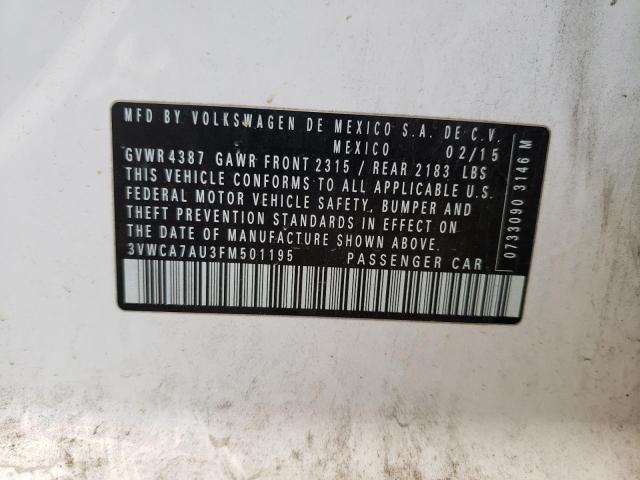 MFD BY VOLKSWAGEN DE MEXICO S.A. DE C.V.
MEXICO 02/15
GVWR 4387 GAWR FRONT 2315 / REAR 2183 LBS
THIS VEHICLE CONFORMS TO ALL APPLICABLE U.S.
FEDERAL MOTOR VEHICLE SAFETY, BUMPER AND
THEFT PREVENTION STANDARDS IN EFFECT ON
THE DATE OF MANUFACTURE SHOWN ABOVE.
3VWCA7AU3FM501195 PASSENGER CAR
0733090 3146 M